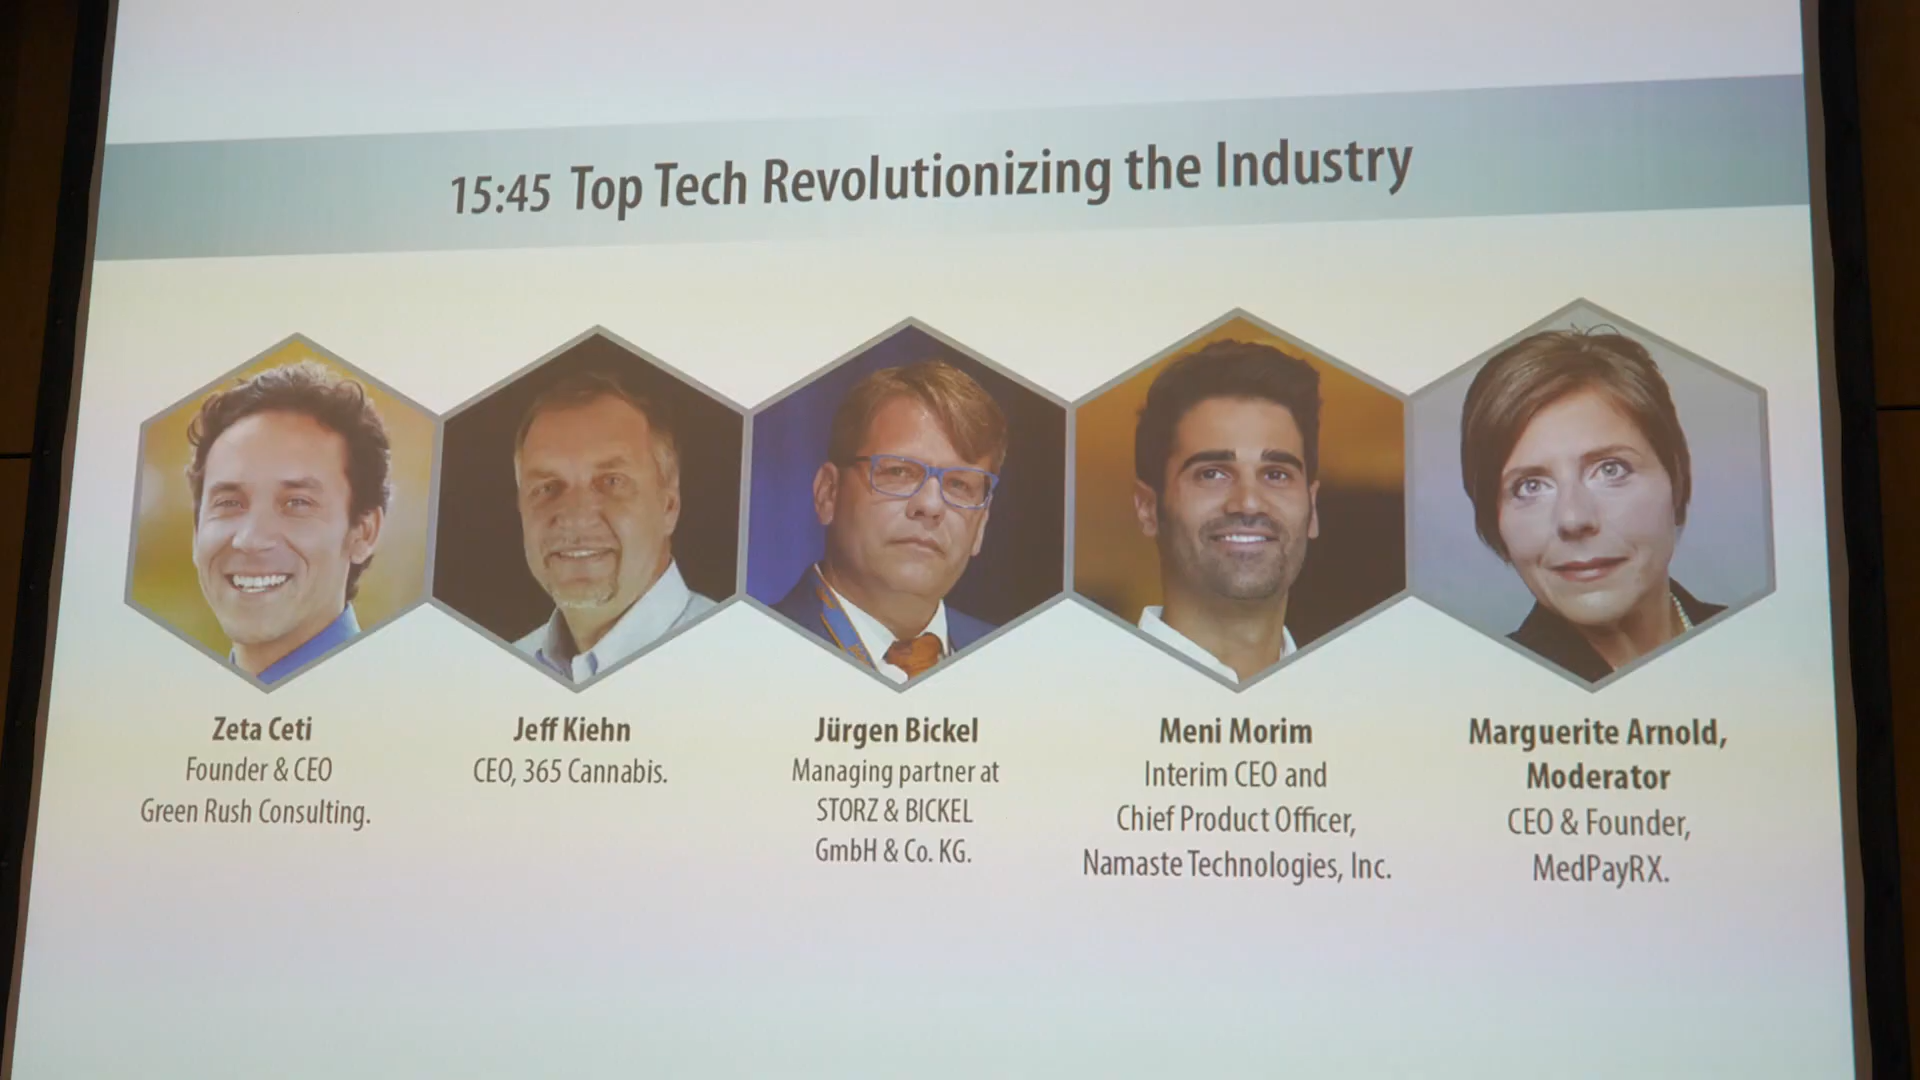 15:45 Top Tech Revolutionizing the Industry
Zeta Ceti
Founder & CEO
Green Rush Consulting.
Jeff Kiehn
CEO, 365 Cannabis.
Jürgen Bickel
Managing partner at
STORZ & BICKEL
GmbH & Co. KG.
Meni Morim
Interim CEO and
Chief Product Officer,
Namaste Technologies, Inc.
Marguerite Arnold,
Moderator
CEO & Founder,
MedPayRX.